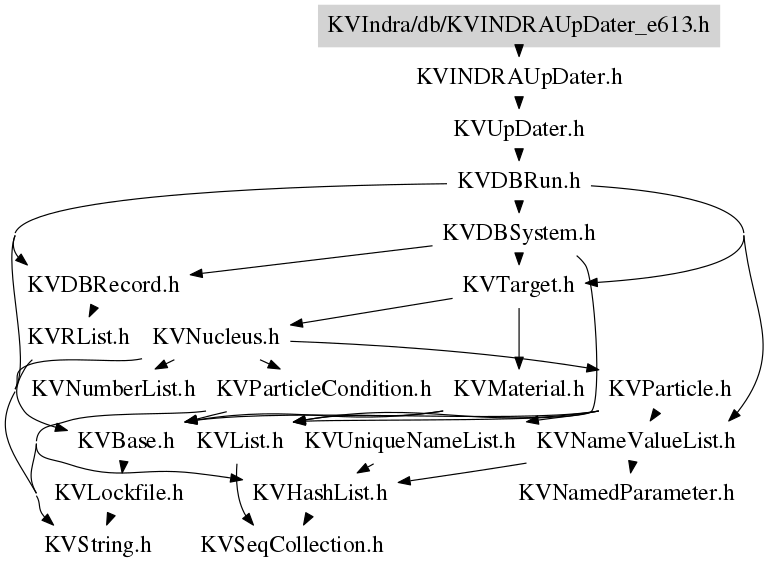 KVIndra/db/KVINDRAUpDater_e613.h
KVINDRAUpDater.h
KVUpDater.h
KVDBRun.h
KVDBSystem.h
KVDBRecord.h
KVTarget.h
KVRList.h
KVNucleus.h
KVNumberList.h
KVParticleCondition.h
KVMaterial.h
KVParticle.h
KVBase.h
KVList.h
KVUniqueNameList.h
KVNameValueList.h
KVLockfile.h
KVHashList.h
KVNamedParameter.h
KVString.h
KVSeqCollection.h